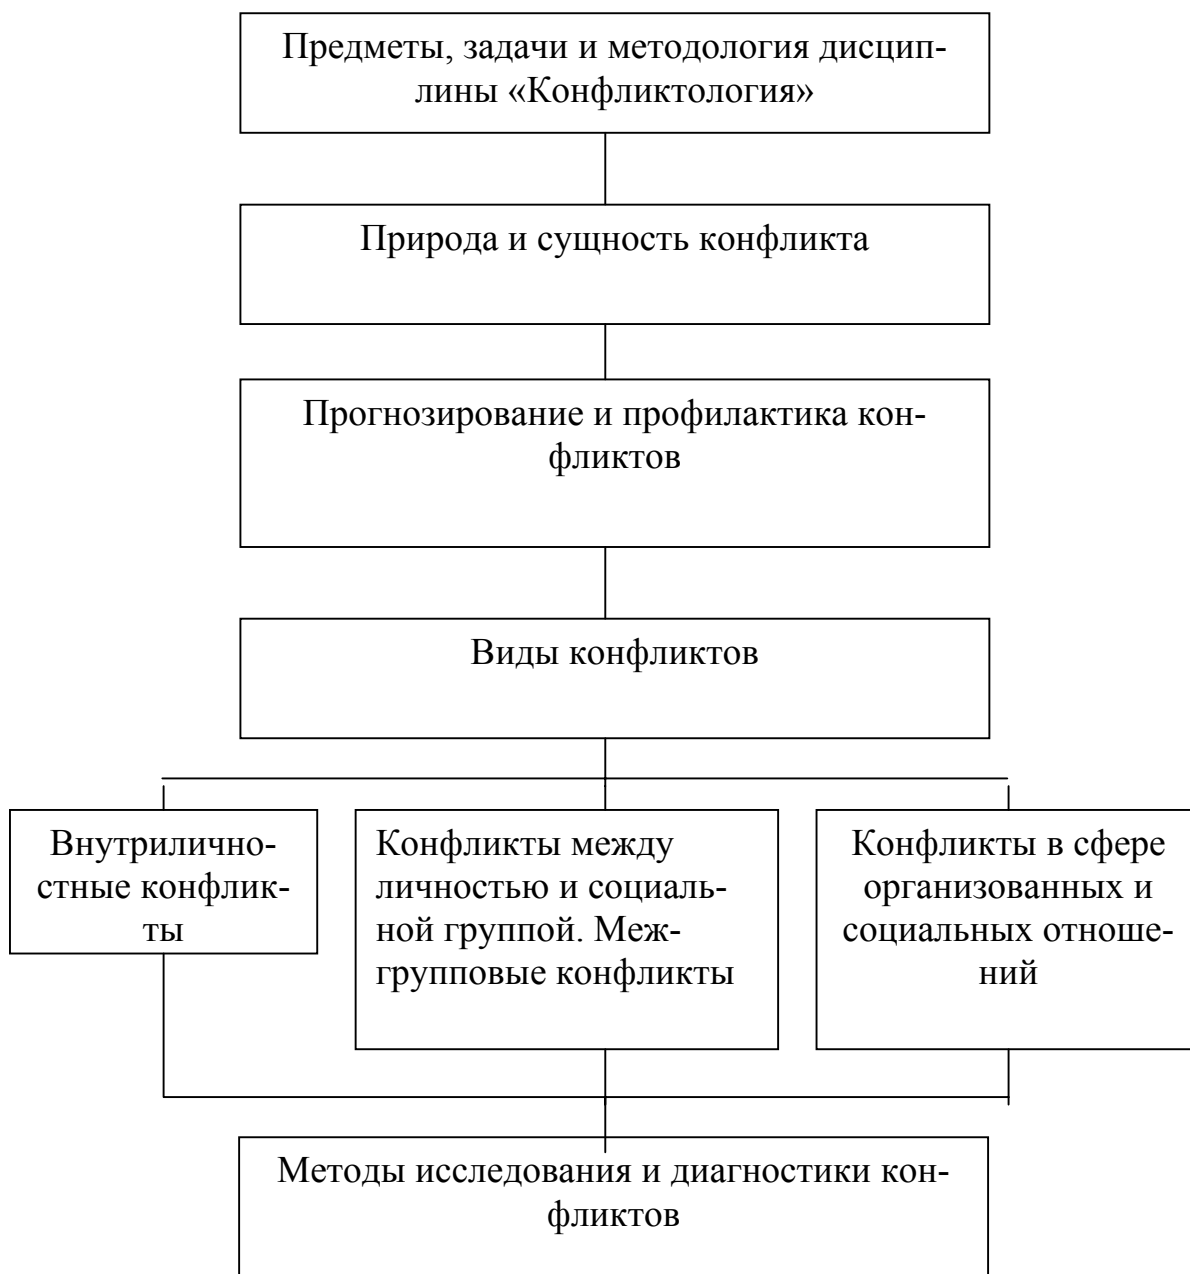 Предметы, задачи и методология дисцип-
лины «Конфликтология»
Природа и сущность конфликта
Прогнозирование и профилактика кон-
фликтов
Виды конфликтов
Внутрилично-
стные конфлик-
ты
Конфликты между
личностью и социаль-
ной группой. Меж-
групповые конфликты
Конфликты в сфере
организованных и
социальных отноше-
ний
Методы исследования и диагностики кон-
фликтов